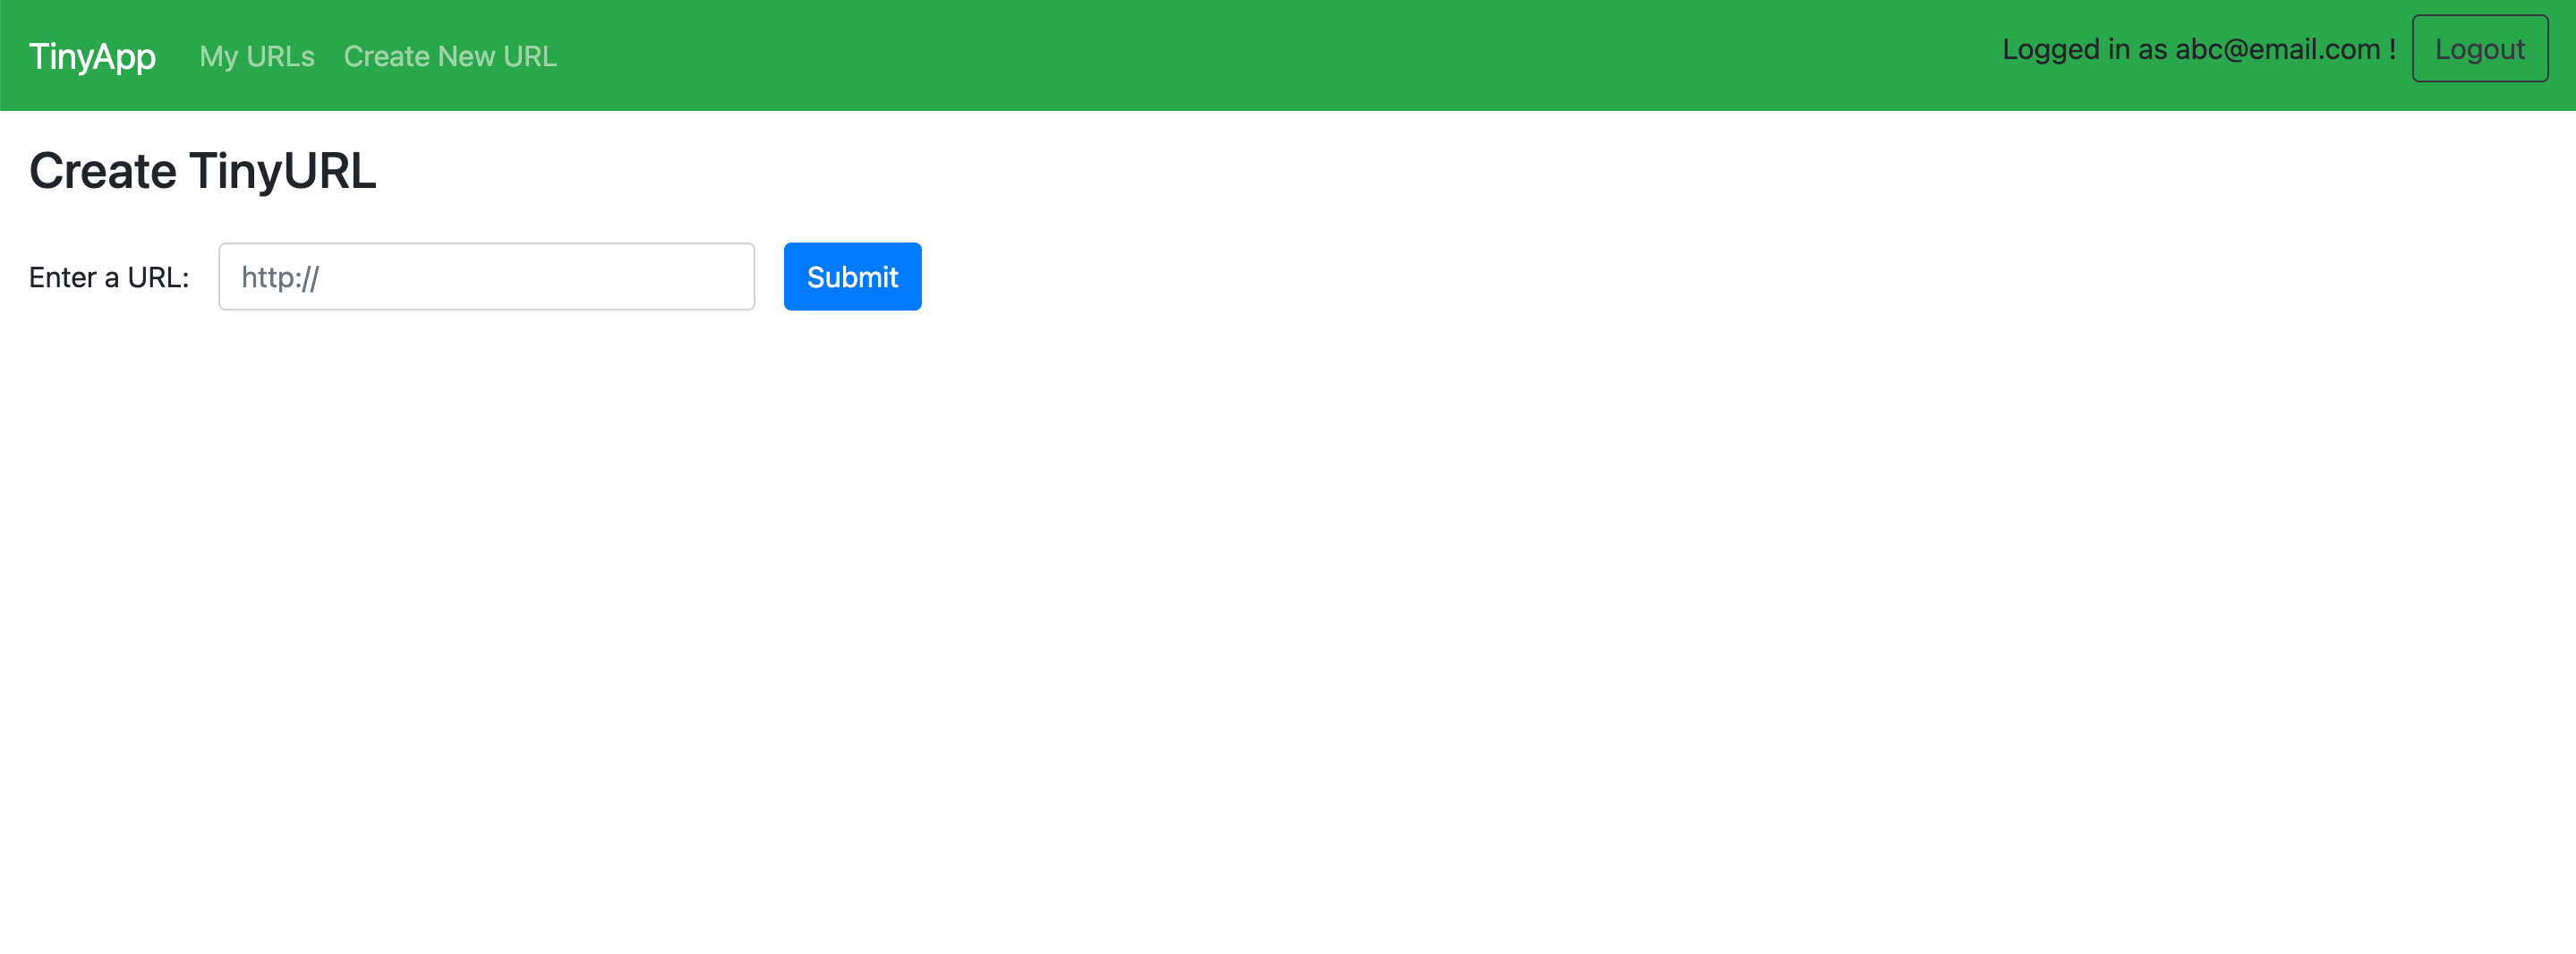 TinyApp My URLs Create New URL Logged in as abc@email.com ! Logout
Create TinyURL
Enter a URL: http:// Submit